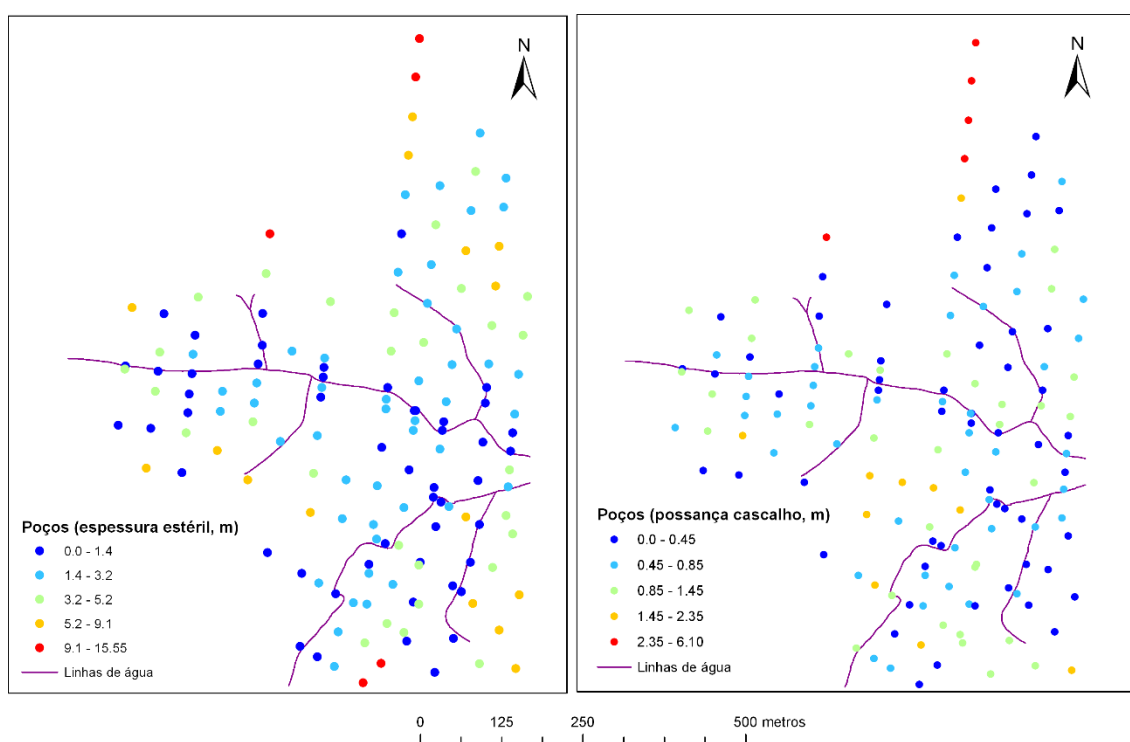 N
Poços (espessura estéril, m)
0.0 - 1.4
1.4 - 3.2
3.2 - 5.2
5.2 - 9.1
9.1 - 15.55
Linhas de água
N
Poços (possança cascalho, m)
0.0 - 0.45
0.45 - 0.85
0.85 - 1.45
1.45 - 2.35
2.35 - 6.10
Linhas de água
0 125 250 500 metros